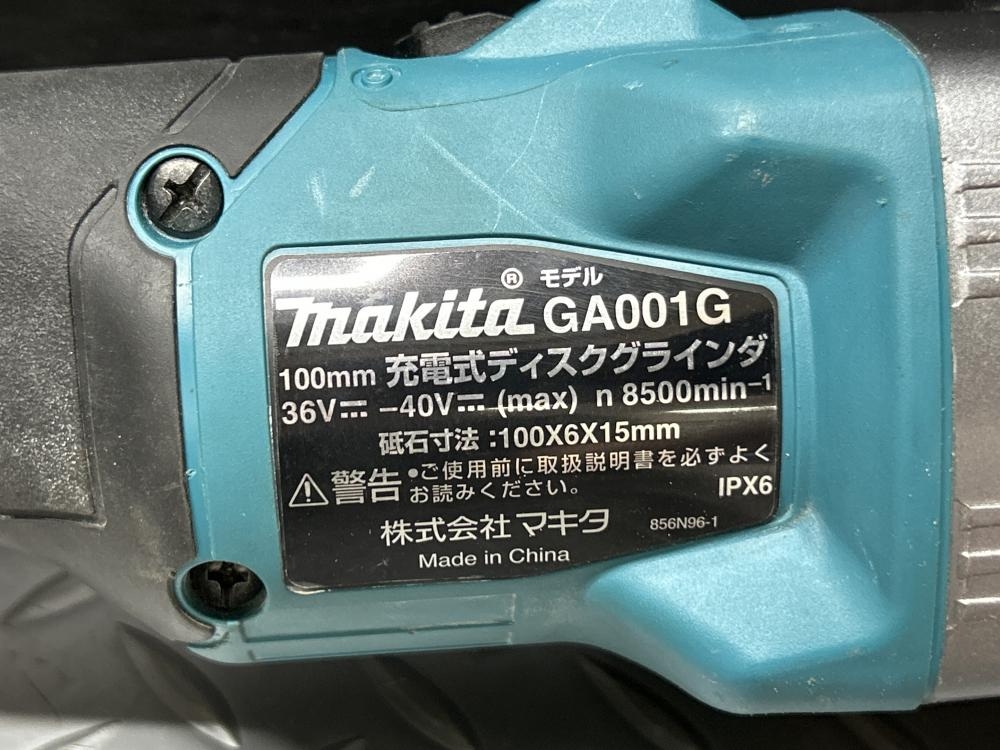 ® モデル
makita GA001G
100mm 充電式ディスクグラインダ
36V⎓ –40V⎓ (max) n 8500min⁻¹
砥石寸法:100X6X15mm
⚠警告 •ご使用前に取扱説明書を必ずよく
お読みください。 IPX6
株式会社 マキタ 856N96-1
Made in China